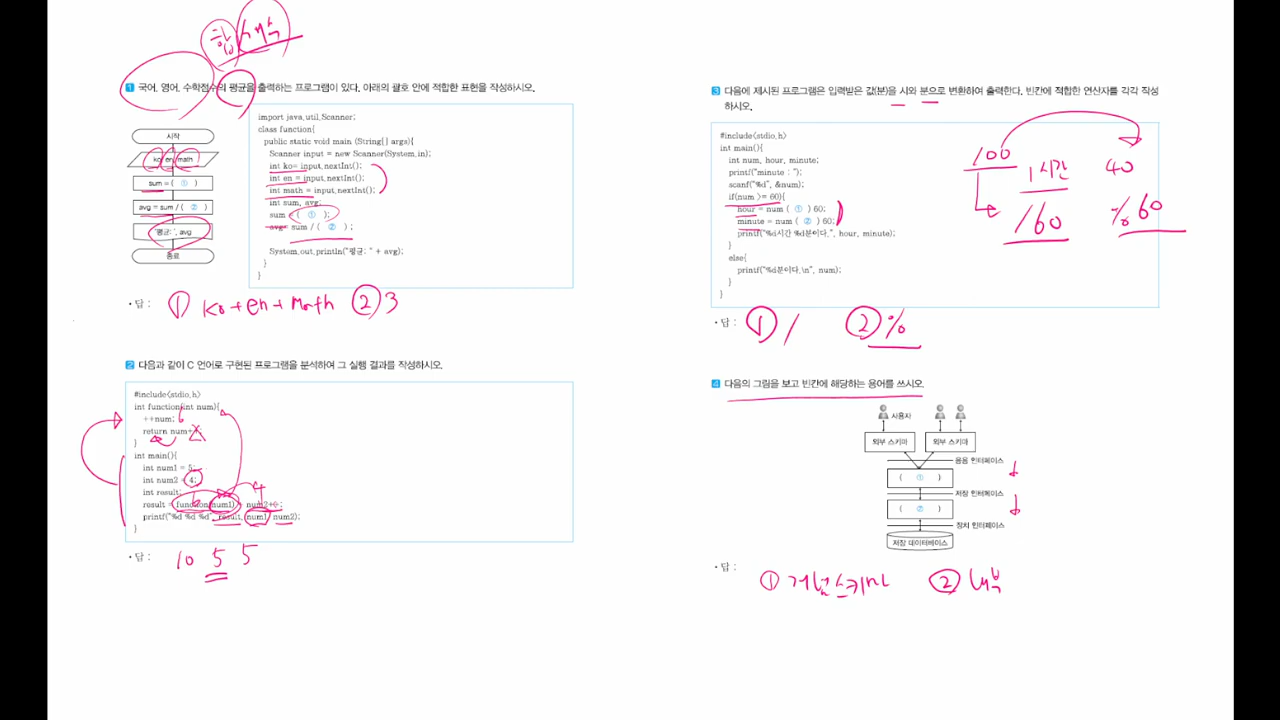 합 개수
1 국어, 영어, 수학점수의 평균을 출력하는 프로그램이 있다. 아래의 괄호 안에 적합한 표현을 작성하시오.
시작
ko, en, math
sum = ( ① )
avg = sum / ( ② )
'평균: ', avg
종료
import java.util.Scanner;
class function{
public static void main (String[] args){
Scanner input = new Scanner(System.in);
int ko= input.nextInt();
int en = input.nextInt();
int math = input.nextInt();
int sum, avg;
sum = ( ① );
avg= sum / ( ② );
System.out.println("평균: " + avg);
}
}
• 답 : ① ko+en+math ② 3
2 다음과 같이 C 언어로 구현된 프로그램을 분석하여 그 실행 결과를 작성하시오.
#include<stdio.h>
int function(int num){
++num; 6
return num++;
}
int main(){
int num1 = 5;
int num2 = 4;
int result;
6 4
result = function(num1) + num2++;
printf("%d %d %d", result, num1, num2);
}
• 답 : 10 5 5
3 다음에 제시된 프로그램은 입력받은 값(분)을 시와 분으로 변환하여 출력한다. 빈칸에 적합한 연산자를 각각 작성
하시오.
#include<stdio.h>
int main(){
int num, hour, minute;
printf("minute : ");
scanf("%d", &num);
if(num >= 60){
hour = num ( ① ) 60;
minute = num ( ② ) 60;
printf("%d시간 %d분이다.", hour, minute);
}
else{
printf("%d분이다.\n", num);
}
}
100 1시간 40
/60 %60
• 답 : ① / ② %
4 다음의 그림을 보고 빈칸에 해당하는 용어를 쓰시오.
사용자
외부 스키마 외부 스키마
응용 인터페이스
( ① )
저장 인터페이스
( ② )
장치 인터페이스
저장 데이터베이스
• 답 : ① 개념스키마 ② 내부